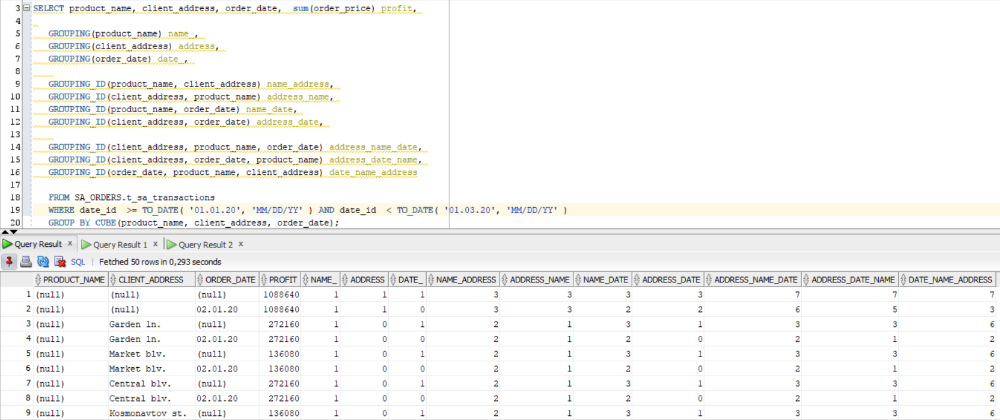 3 SELECT product_name, client_address, order_date,  sum(order_price) profit,
4
5 GROUPING(product_name) name_,
6 GROUPING(client_address) address,
7 GROUPING(order_date) date_,
8
9 GROUPING_ID(product_name, client_address) name_address,
10 GROUPING_ID(client_address, product_name) address_name,
11 GROUPING_ID(product_name, order_date) name_date,
12 GROUPING_ID(client_address, order_date) address_date,
13
14 GROUPING_ID(client_address, product_name, order_date) address_name_date,
15 GROUPING_ID(client_address, order_date, product_name) address_date_name,
16 GROUPING_ID(order_date, product_name, client_address) date_name_address
17
18 FROM SA_ORDERS.t_sa_transactions
19 WHERE date_id  >= TO_DATE( '01.01.20', 'MM/DD/YY' ) AND date_id  < TO_DATE( '01.03.20', 'MM/DD/YY' )
20 GROUP BY CUBE(product_name, client_address, order_date);
Query Result x Query Result 1 x Query Result 2 x
SQL | Fetched 50 rows in 0,293 seconds
PRODUCT_NAME CLIENT_ADDRESS ORDER_DATE PROFIT NAME_ ADDRESS DATE_ NAME_ADDRESS ADDRESS_NAME NAME_DATE ADDRESS_DATE ADDRESS_NAME_DATE ADDRESS_DATE_NAME DATE_NAME_ADDRESS
1 (null) (null) (null) 1088640 1 1 1 3 3 3 3 7 7 7
2 (null) (null) 02.01.20 1088640 1 1 0 3 3 2 2 6 5 3
3 (null) Garden ln. (null) 272160 1 0 1 2 1 3 1 3 3 6
4 (null) Garden ln. 02.01.20 272160 1 0 0 2 1 2 0 2 1 2
5 (null) Market blv. (null) 136080 1 0 1 2 1 3 1 3 3 6
6 (null) Market blv. 02.01.20 136080 1 0 0 2 1 2 0 2 1 2
7 (null) Central blv. (null) 272160 1 0 1 2 1 3 1 3 3 6
8 (null) Central blv. 02.01.20 272160 1 0 0 2 1 2 0 2 1 2
9 (null) Kosmonavtov st. (null) 136080 1 0 1 2 1 3 1 3 3 6